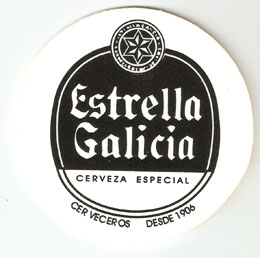 Estrella
Galicia
CERVEZA ESPECIAL
CERVECEROS DESDE 1906